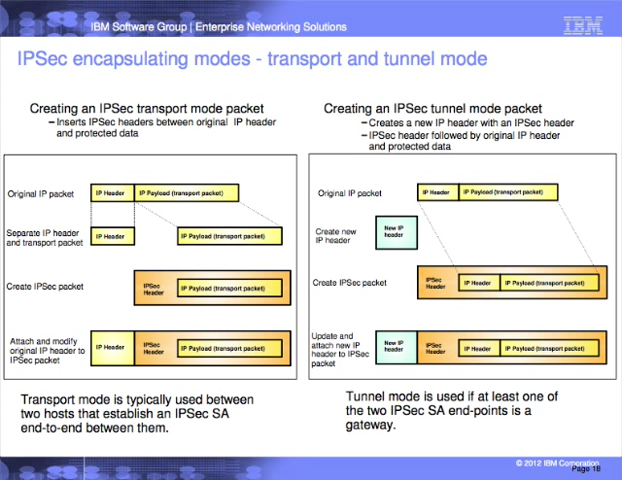 IBM Software Group | Enterprise Networking Solutions
IBM
IPSec encapsulating modes - transport and tunnel mode
Creating an IPSec transport mode packet
– Inserts IPSec headers between original IP header
and protected data
Original IP packet
IP Header
IP Payload (transport packet)
Separate IP header
and transport packet
IP Header
IP Payload (transport packet)
Create IPSec packet
IPSec
Header
IP Payload (transport packet)
Attach and modify
original IP header to
IPSec packet
IP Header
IPSec
Header
IP Payload (transport packet)
Transport mode is typically used between
two hosts that establish an IPSec SA
end-to-end between them.
Creating an IPSec tunnel mode packet
– Creates a new IP header with an IPSec header
– IPSec header followed by original IP header
and protected data
Original IP packet
IP Header
IP Payload (transport packet)
Create new
IP header
New IP
header
Create IPSec packet
IPSec
Header
IP Header
IP Payload (transport packet)
Update and
attach new IP
header to IPSec
packet
New IP
header
IPSec
Header
IP Header
IP Payload (transport packet)
Tunnel mode is used if at least one of
the two IPSec SA end-points is a
gateway.
© 2012 IBM Corporation
Page 18